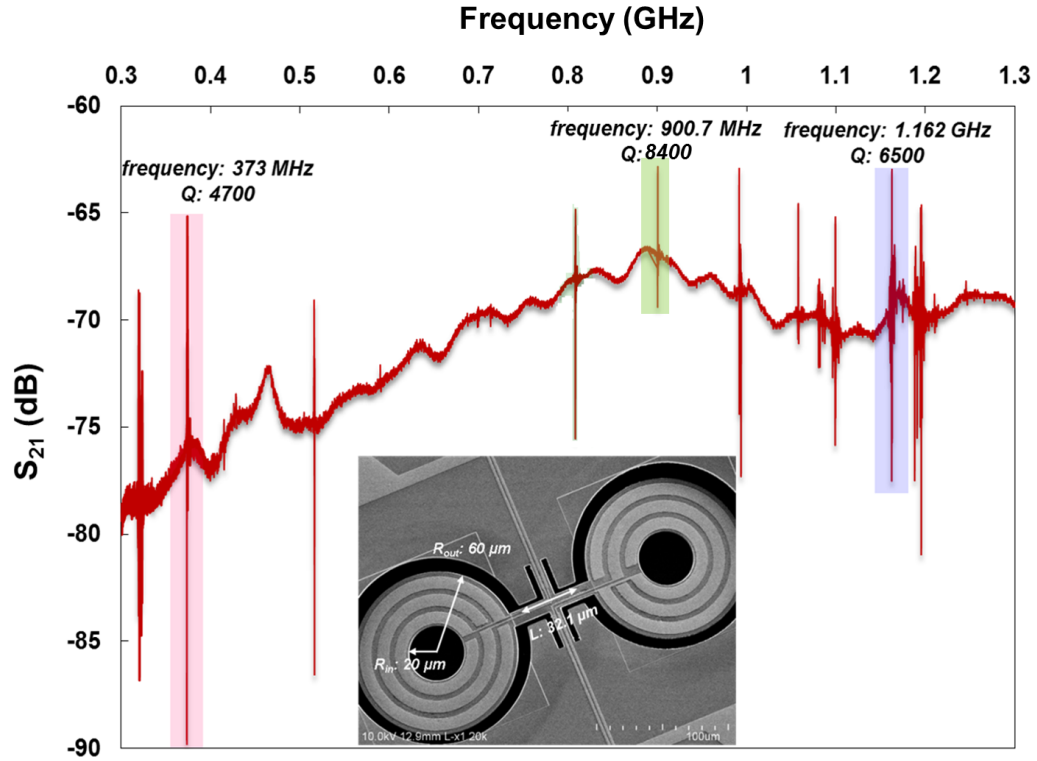 Frequency (GHz)
0.3 0.4 0.5 0.6 0.7 0.8 0.9 1 1.1 1.2 1.3
-60
frequency: 900.7 MHz
Q:8400
frequency: 1.162 GHz
Q: 6500
frequency: 373 MHz
Q: 4700
-65
-70
-75
-80
-85
-90
S21 (dB)
Rout: 60 µm
L: 32.1 µm
Rin: 20 µm
10.0kV 12.9mm L-x1.20k
100um